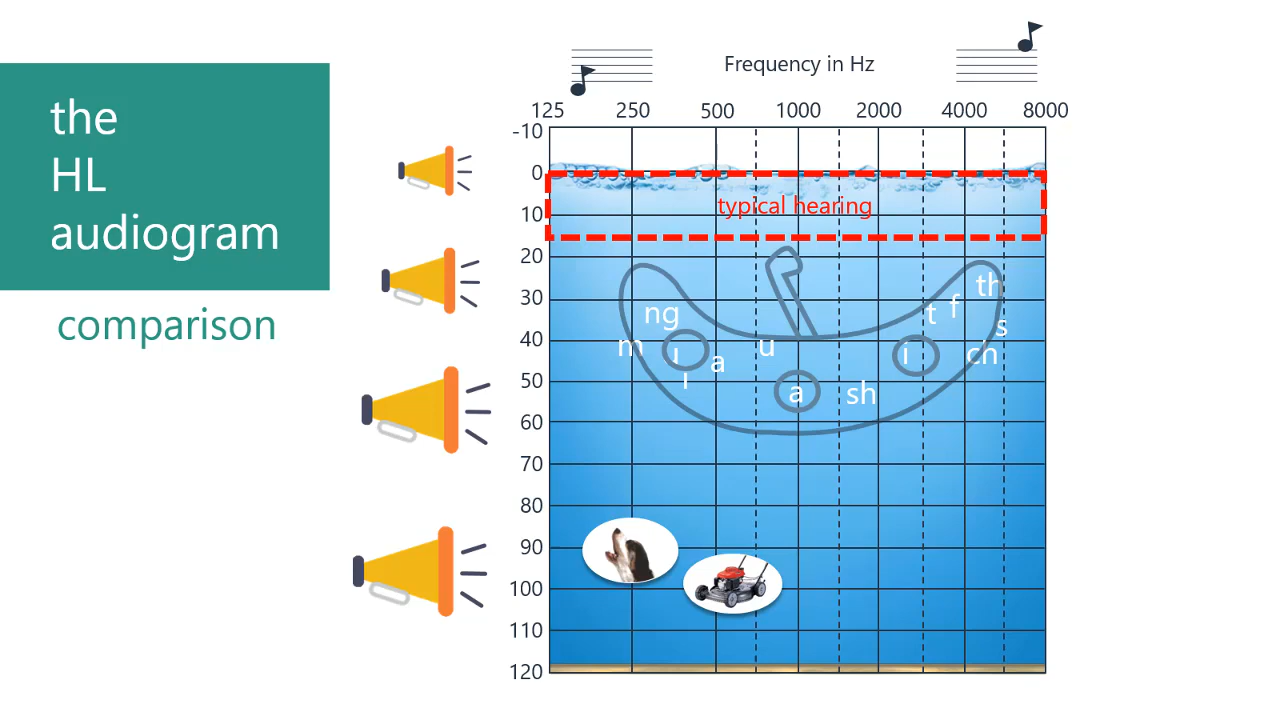 the
HL
audiogram
comparison
Frequency in Hz
125 250 500 1000 2000 4000 8000
-10
0
10
typical hearing
20
30
40
50
60
70
80
90
100
110
120
th
t f
ng
s
m
u
a
i
ch
a
sh